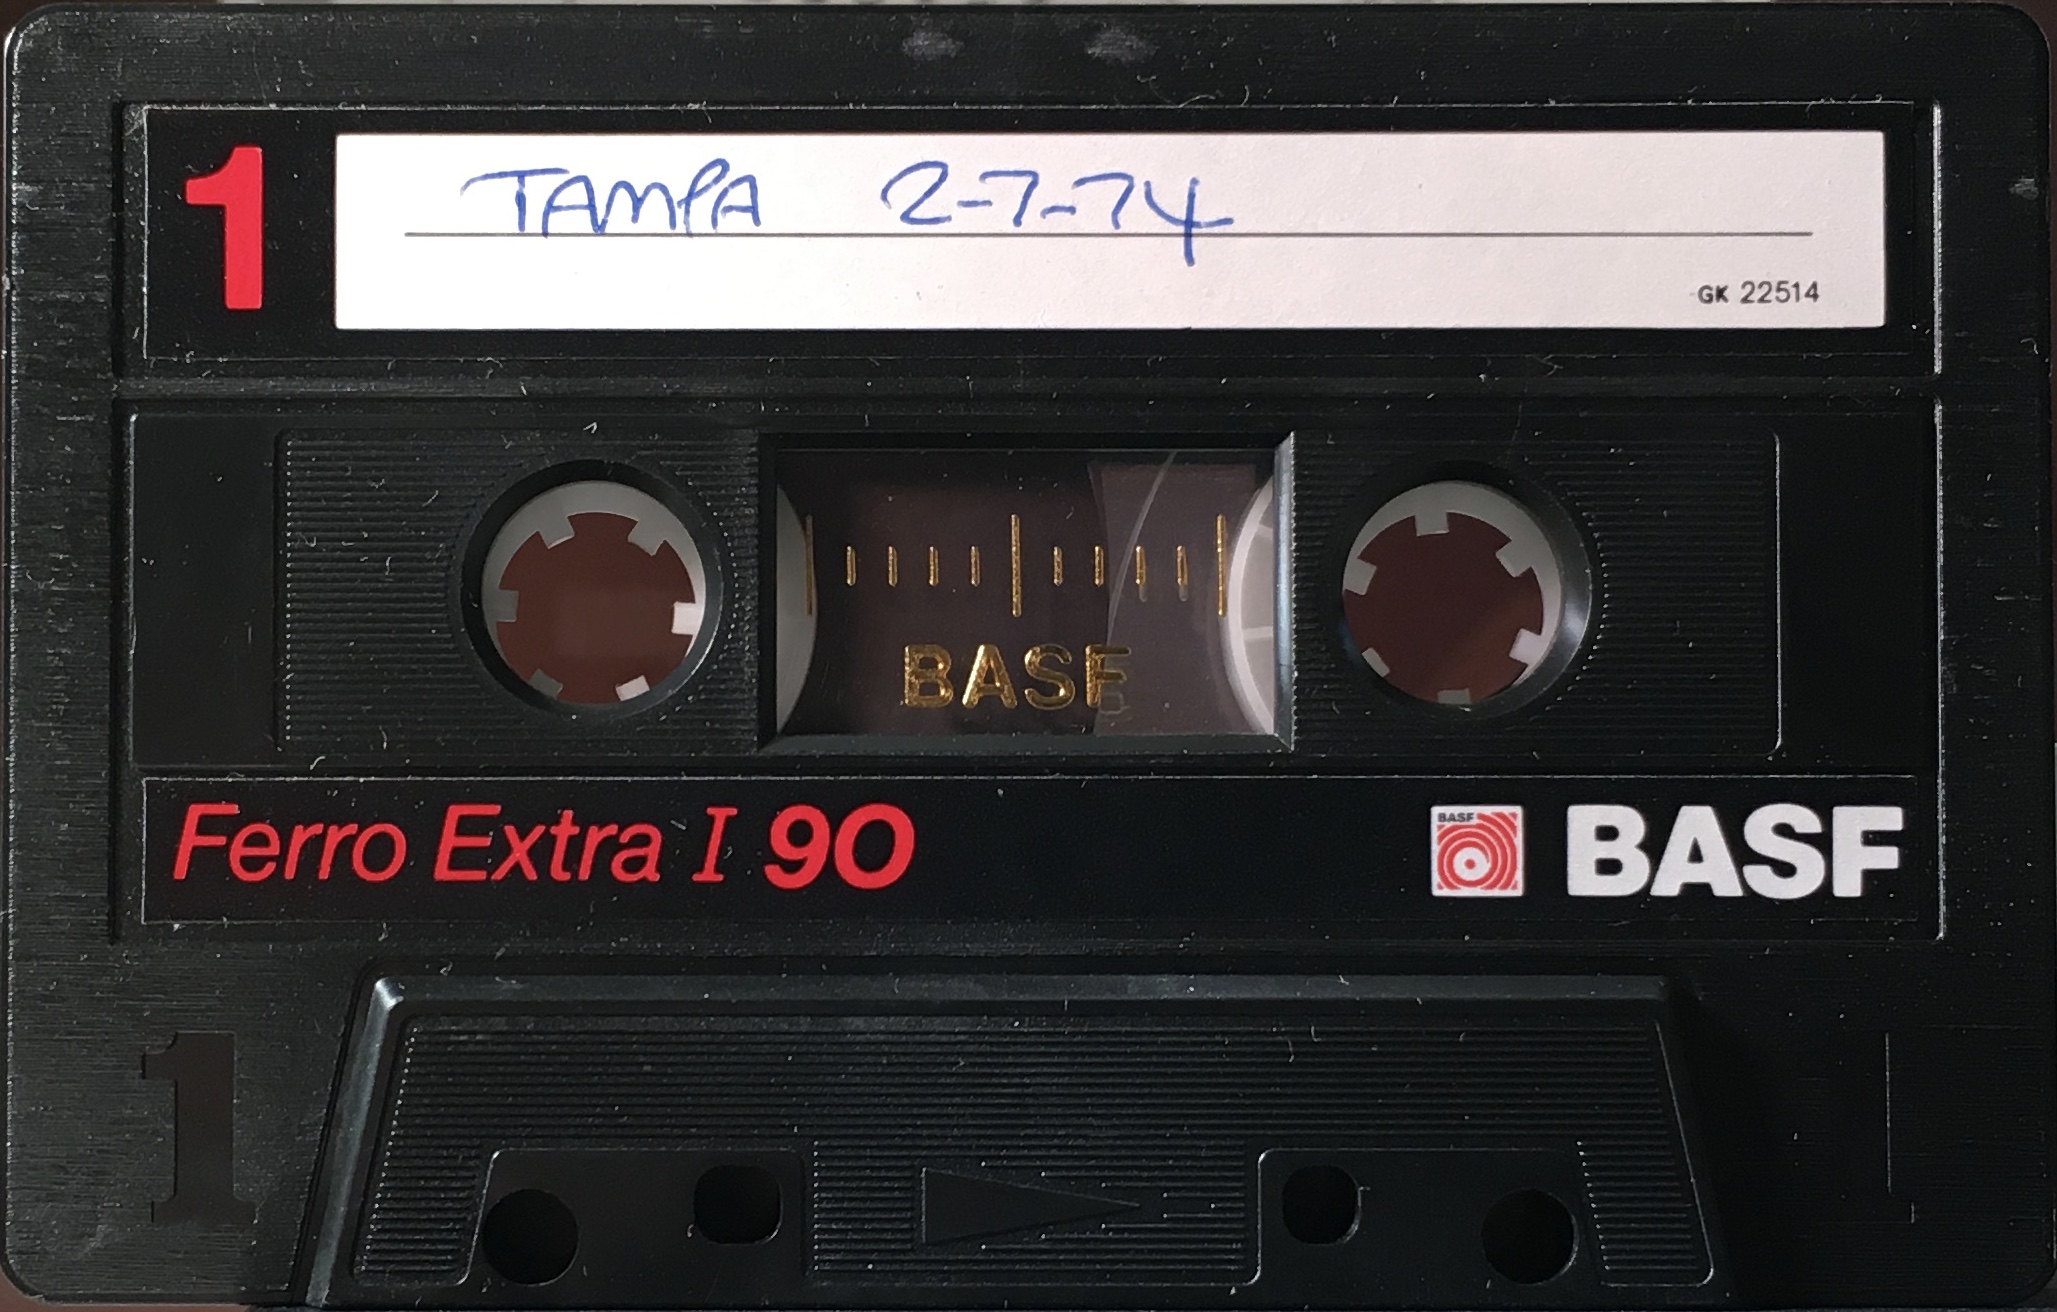 1
TAMPA 2-7-74
GK 22514
BASF
Ferro Extra I 90
BASF
BASF
1